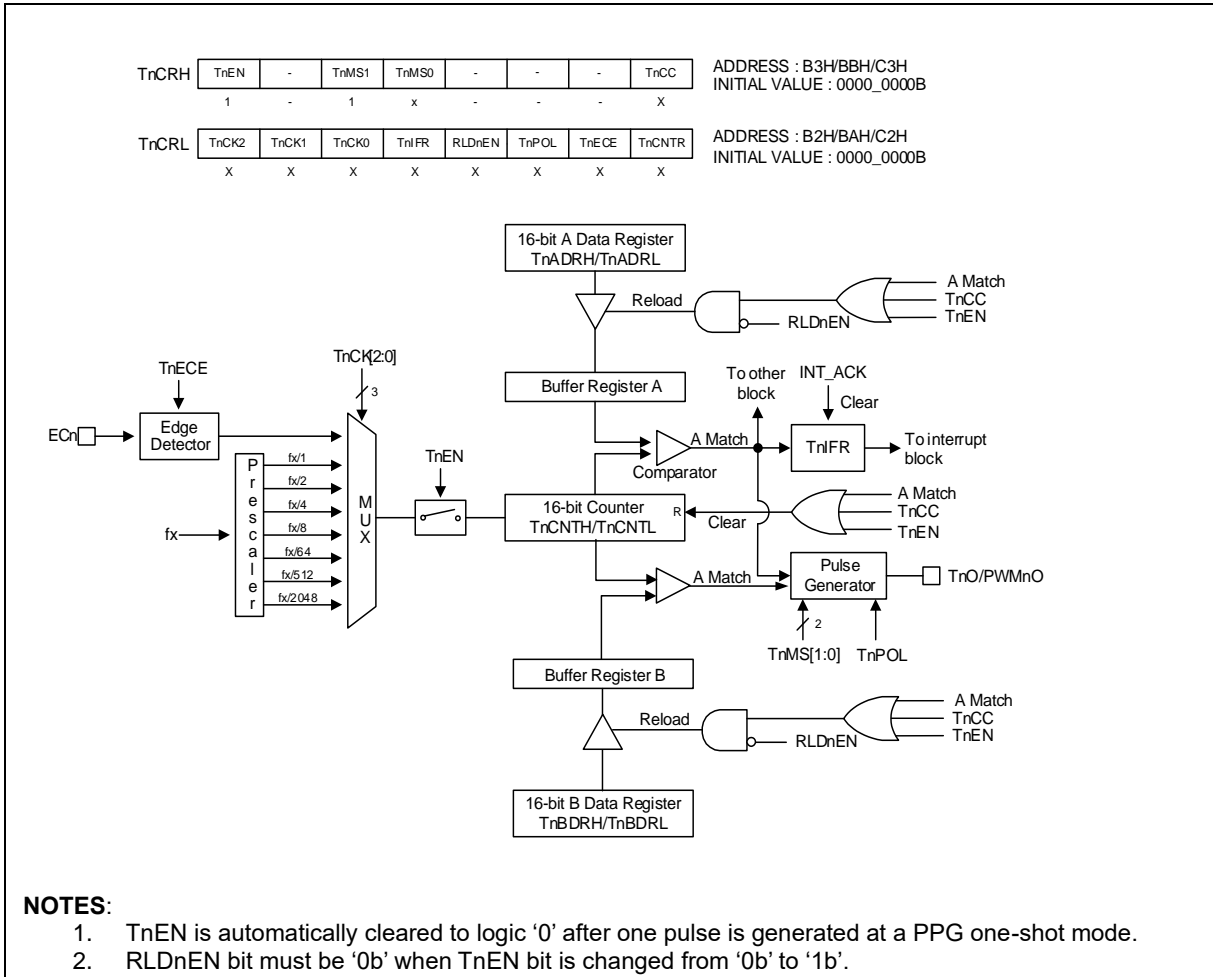 TnCRH TnEN - TnMS1 TnMS0 - - - TnCC ADDRESS : B3H/BBH/C3H
INITIAL VALUE : 0000_0000B
1 - 1 x - - - X
TnCRL TnCK2 TnCK1 TnCK0 TnIFR RLDnEN TnPOL TnECE TnCNTR ADDRESS : B2H/BAH/C2H
INITIAL VALUE : 0000_0000B
X X X X X X X X
16-bit A Data Register
TnADRH/TnADRL
A Match
Reload
TnCC
RLDnEN
TnEN
TnCK[2:0]
TnECE
3
Buffer Register A
To other
block
INT_ACK
Clear
ECn
Edge
Detector
A Match
TnIFR
To interrupt
block
Comparator
Prescaler
fx/1
fx/2
fx/4
fx/8
fx/64
fx/512
fx/2048
fx
MUX
TnEN
16-bit Counter
TnCNTH/TnCNTL
R
Clear
A Match
TnCC
TnEN
A Match
Pulse
Generator
TnO/PWMnO
2
TnMS[1:0] TnPOL
Buffer Register B
A Match
Reload
TnCC
RLDnEN
TnEN
16-bit B Data Register
TnBDRH/TnBDRL
NOTES:
1. TnEN is automatically cleared to logic ‘0’ after one pulse is generated at a PPG one-shot mode.
2. RLDnEN bit must be ‘0b’ when TnEN bit is changed from ‘0b’ to ‘1b’.